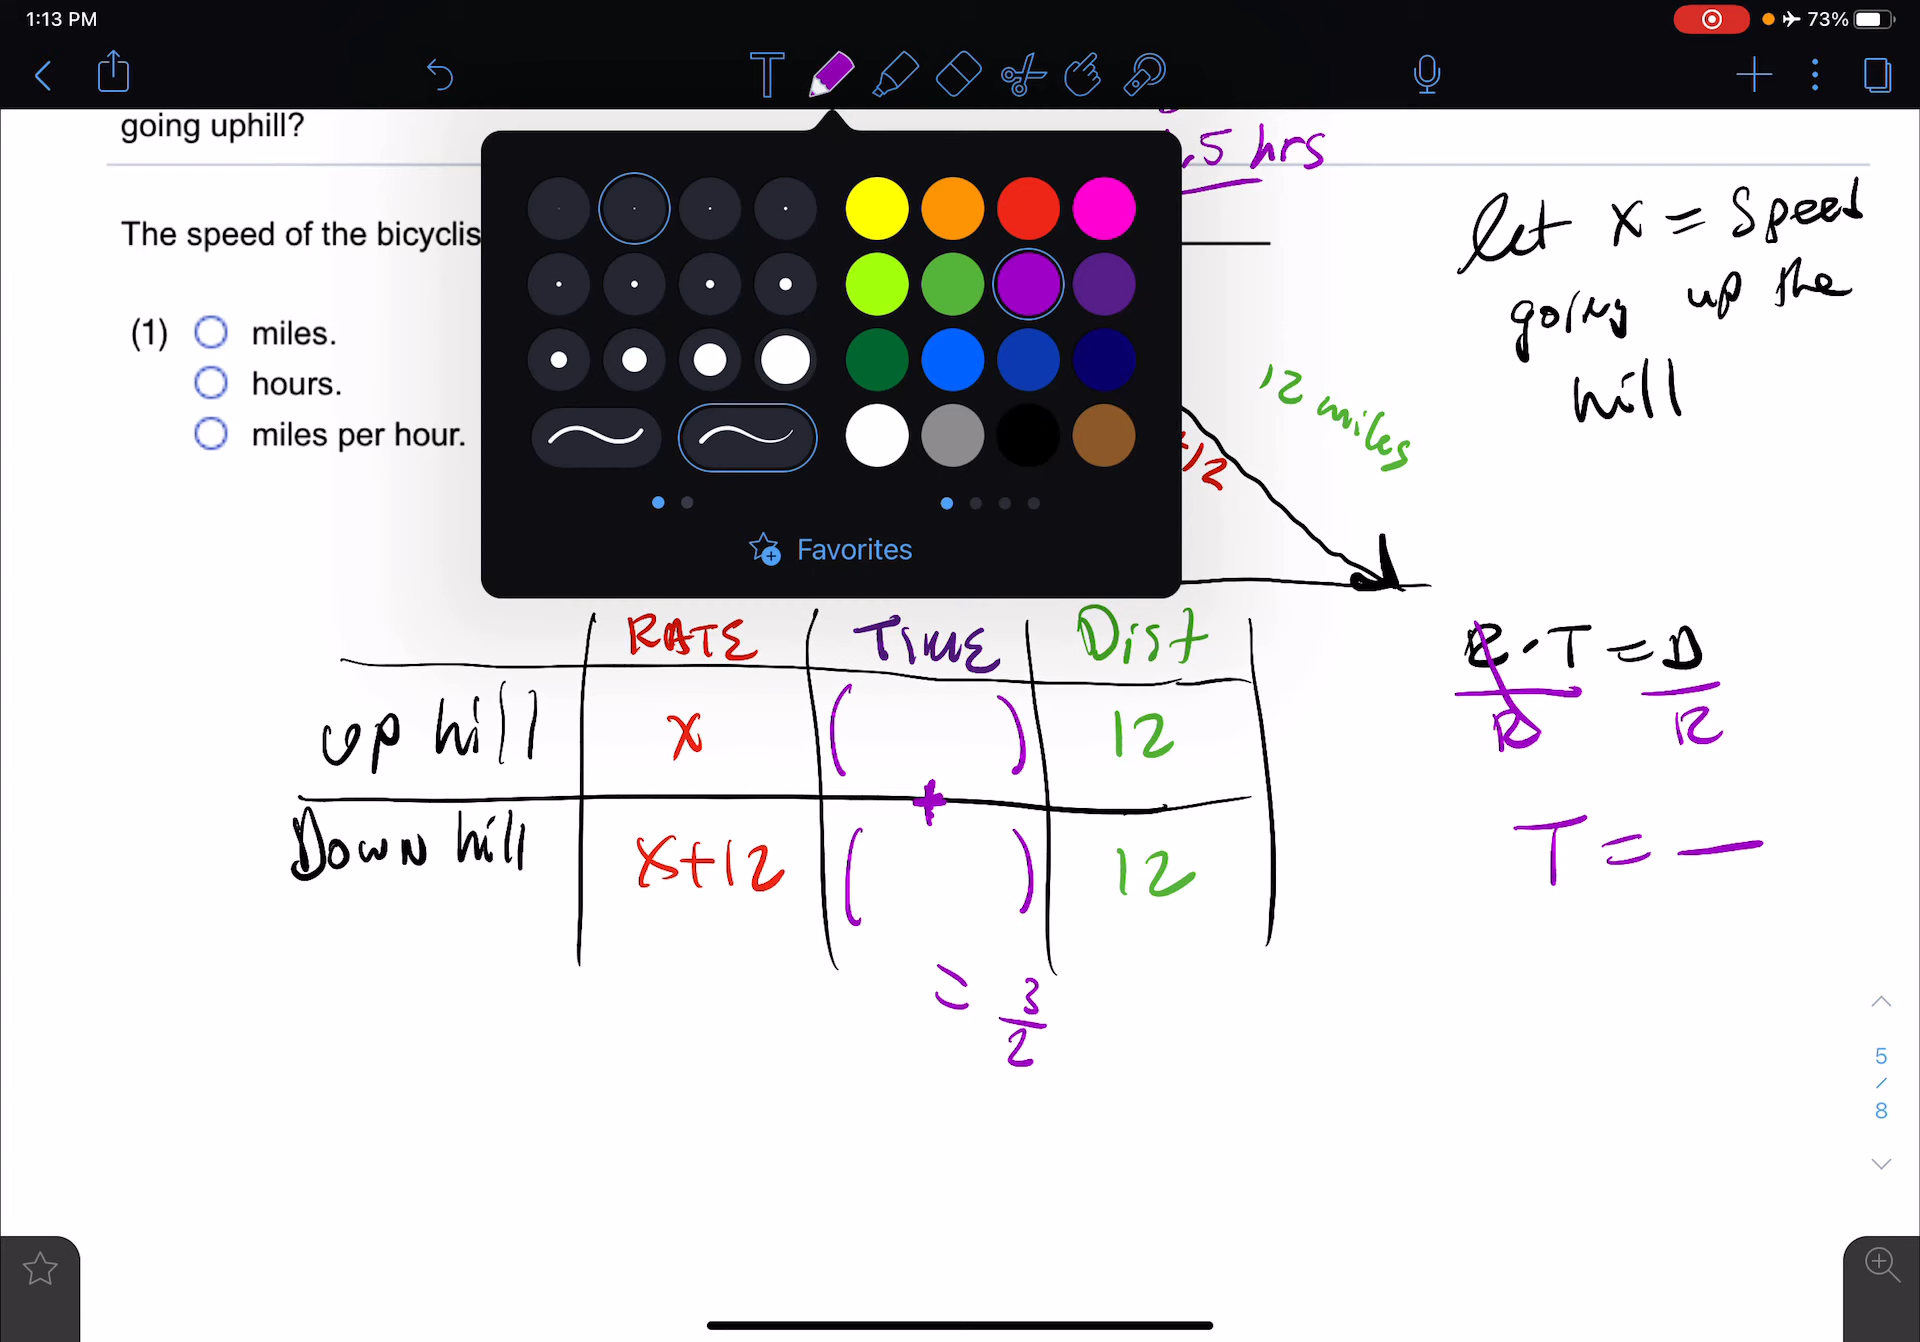 1:13 PM
73%
going uphill?
.5 hrs
The speed of the bicyclis
let x = Speed
going up the
hill
(1) miles.
hours.
miles per hour.
12 miles
+12
Favorites
RATE TIME Dist
R · T = D
R R
up hill x ( ) 12
+
T = —
Down hill x+12 ( ) 12
= 3
2
5
/
8